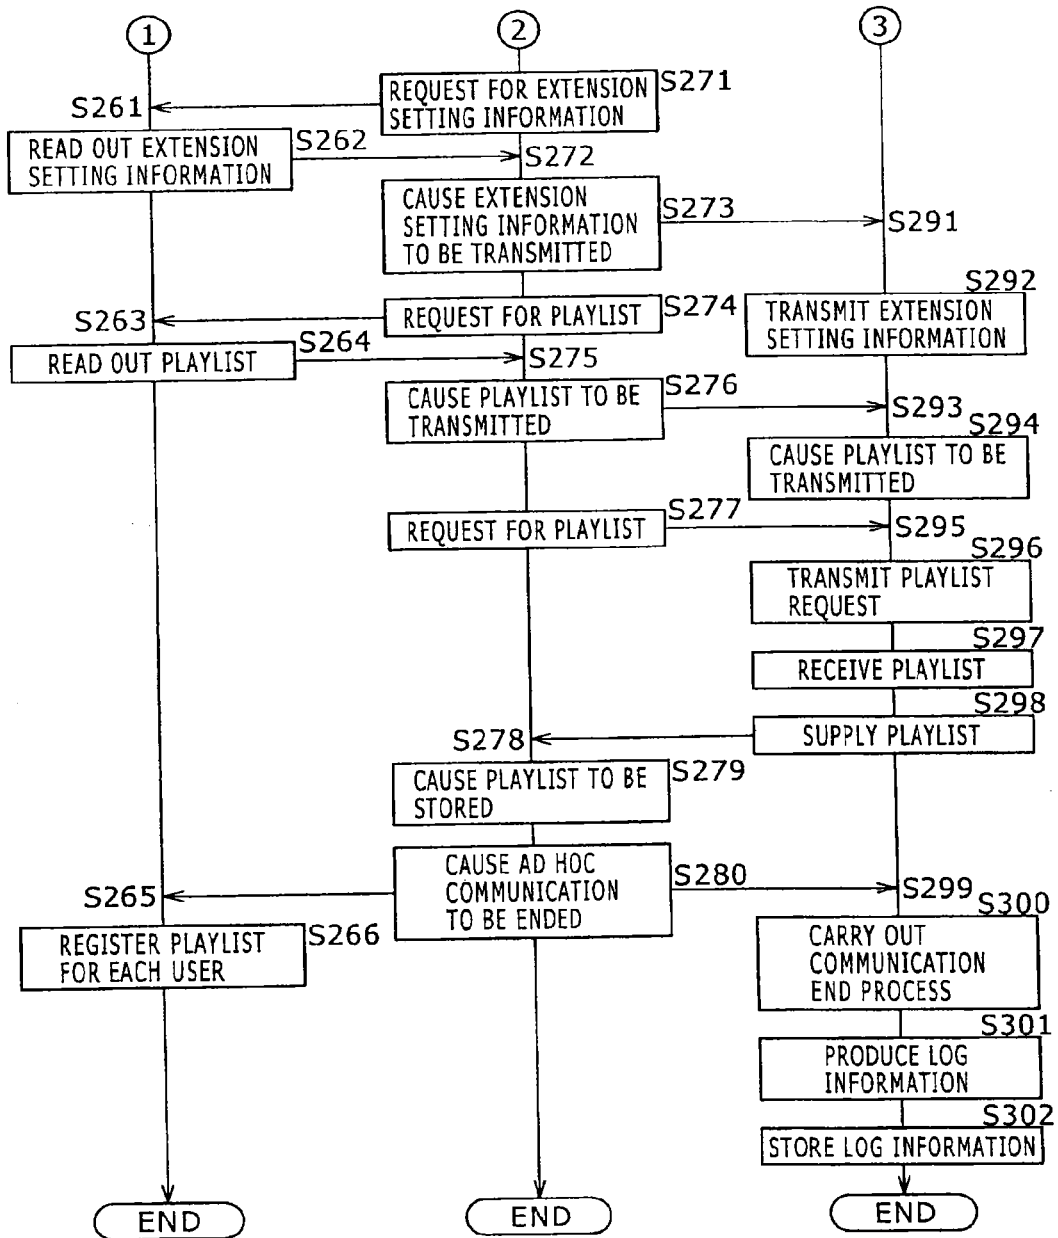 1
2
3
S261
REQUEST FOR EXTENSION
SETTING INFORMATION
S271
READ OUT EXTENSION
SETTING INFORMATION
S262
S272
CAUSE EXTENSION
SETTING INFORMATION
TO BE TRANSMITTED
S273
S291
S263
REQUEST FOR PLAYLIST
S274
S292
TRANSMIT EXTENSION
SETTING INFORMATION
READ OUT PLAYLIST
S264
S275
CAUSE PLAYLIST TO BE
TRANSMITTED
S276
S293
S294
CAUSE PLAYLIST TO BE
TRANSMITTED
REQUEST FOR PLAYLIST
S277
S295
S296
TRANSMIT PLAYLIST
REQUEST
S297
RECEIVE PLAYLIST
S298
SUPPLY PLAYLIST
S278
CAUSE PLAYLIST TO BE
STORED
S279
S265
CAUSE AD HOC
COMMUNICATION
TO BE ENDED
S280
S299
REGISTER PLAYLIST
FOR EACH USER
S266
S300
CARRY OUT
COMMUNICATION
END PROCESS
S301
PRODUCE LOG
INFORMATION
S302
STORE LOG INFORMATION
END
END
END